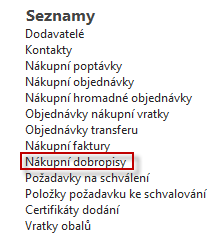 Seznamy
Dodavatelé
Kontakty
Nákupní poptávky
Nákupní objednávky
Nákupní hromadné objednávky
Objednávky nákupní vratky
Objednávky transferu
Nákupní faktury
Nákupní dobropisy
Požadavky na schválení
Položky požadavku ke schvalování
Certifikáty dodání
Vratky obalů